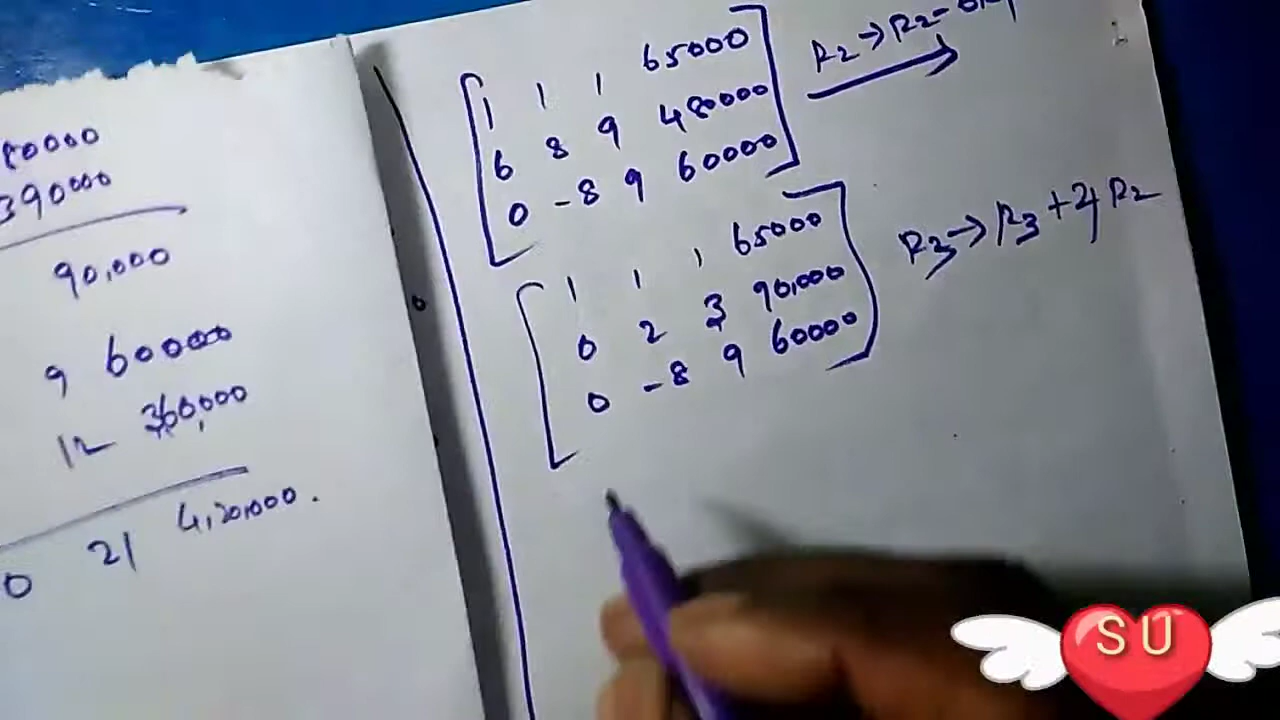 80000
390000
90,000
9 60000
12 360,000
0 21 4,20,000.
1 1 1 65000
6 8 9 480000
0 -8 9 60000
R2→R2-
1 1 1 65000
0 2 3 90,000
0 -8 9 60000
R3→R3+4R2
SU